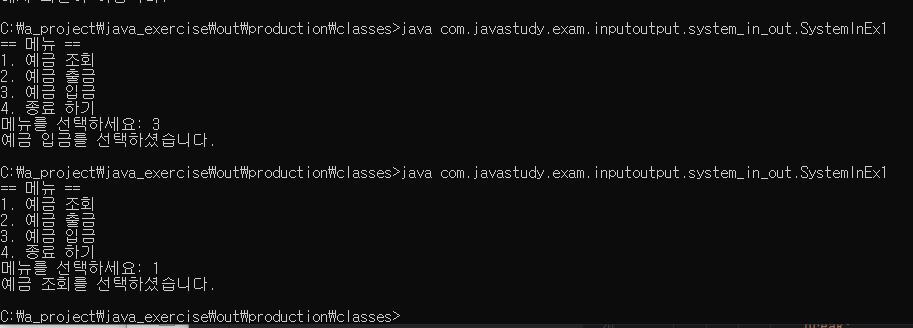 C:\a_project\java_exercise\out\production\classes>java com.javastudy.exam.inputoutput.system_in_out.SystemInEx1
== 메뉴 ==
1. 예금 조회
2. 예금 출금
3. 예금 입금
4. 종료 하기
메뉴를 선택하세요: 3
예금 입금를 선택하셨습니다.
C:\a_project\java_exercise\out\production\classes>java com.javastudy.exam.inputoutput.system_in_out.SystemInEx1
== 메뉴 ==
1. 예금 조회
2. 예금 출금
3. 예금 입금
4. 종료 하기
메뉴를 선택하세요: 1
예금 조회를 선택하셨습니다.
C:\a_project\java_exercise\out\production\classes>